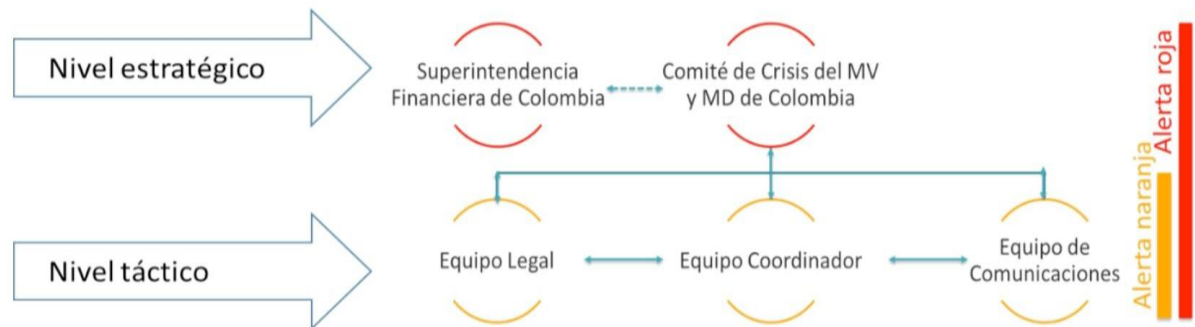 Nivel estratégico
Superintendencia
Financiera de Colombia
Comité de Crisis del MV
y MD de Colombia
Nivel táctico
Equipo Legal
Equipo Coordinador
Equipo de
Comunicaciones
Alerta naranja
Alerta roja